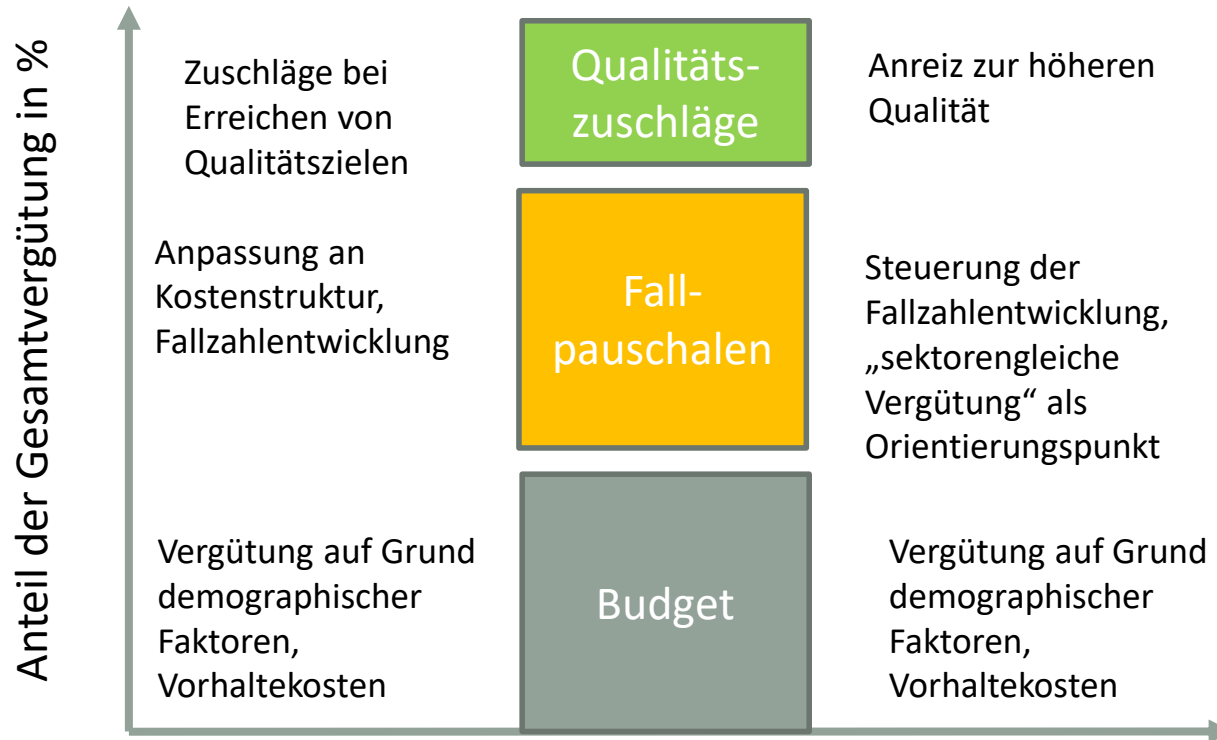 Anteil der Gesamtvergütung in %
Zuschläge bei
Erreichen von
Qualitätszielen
Qualitäts-
zuschläge
Anreiz zur höheren
Qualität
Anpassung an
Kostenstruktur,
Fallzahlentwicklung
Fall-
pauschalen
Steuerung der
Fallzahlentwicklung,
„sektorengleiche
Vergütung“ als
Orientierungspunkt
Vergütung auf Grund
demographischer
Faktoren,
Vorhaltekosten
Budget
Vergütung auf Grund
demographischer
Faktoren,
Vorhaltekosten